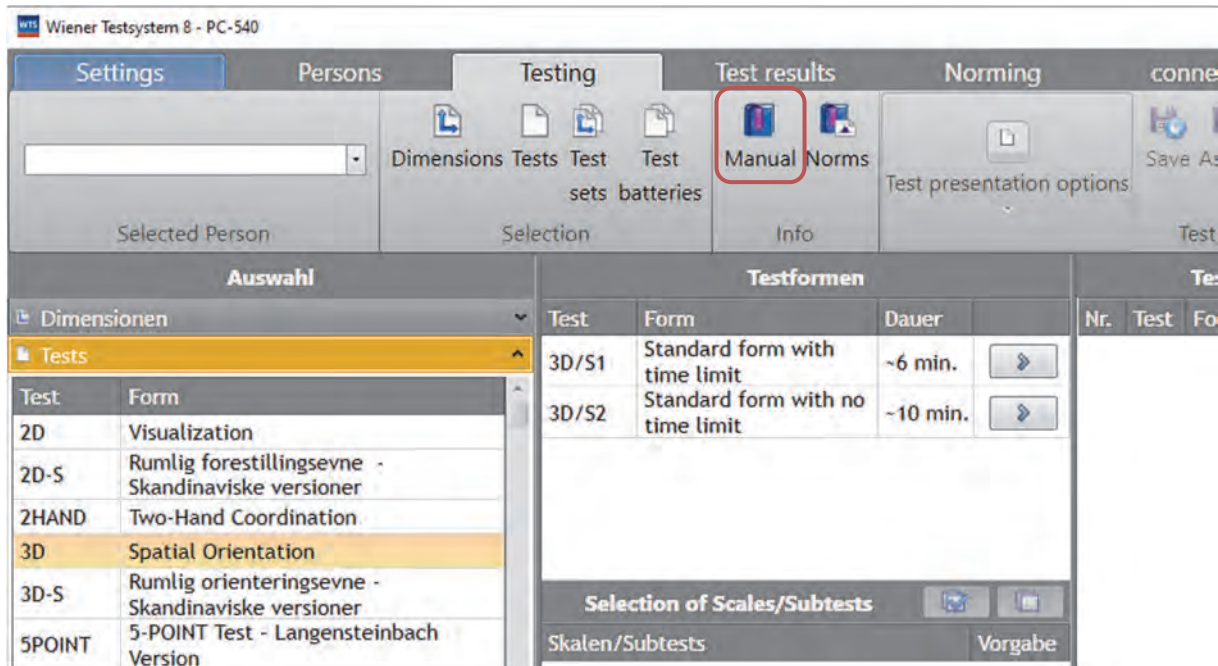 WTS Wiener Testsystem 8 - PC-540
Settings Persons Testing Test results Norming conne
Dimensions Tests Test sets Test batteries Manual Norms Test presentation options Save As
Selected Person Selection Info Test
Auswahl Testformen Te
Dimensionen Test Form Dauer Nr. Test Fo
Tests
3D/S1 Standard form with time limit ~6 min.
3D/S2 Standard form with no time limit ~10 min.
Test Form
2D Visualization
2D-S Rumlig forestillingsevne -
Skandinaviske versioner
2HAND Two-Hand Coordination
3D Spatial Orientation
3D-S Rumlig orienteringsevne -
Skandinaviske versioner
5POINT 5-POINT Test - Langensteinbach
Version
Selection of Scales/Subtests
Skalen/Subtests Vorgabe